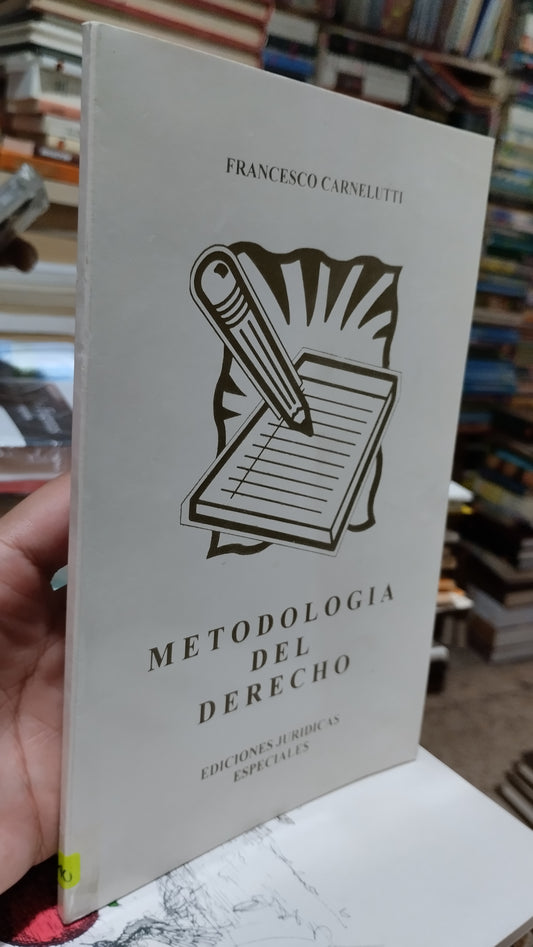 FRANCESCO CARNELUTTI
METODOLOGIA
DEL
DERECHO
EDICIONES JURIDICAS
ESPECIALES